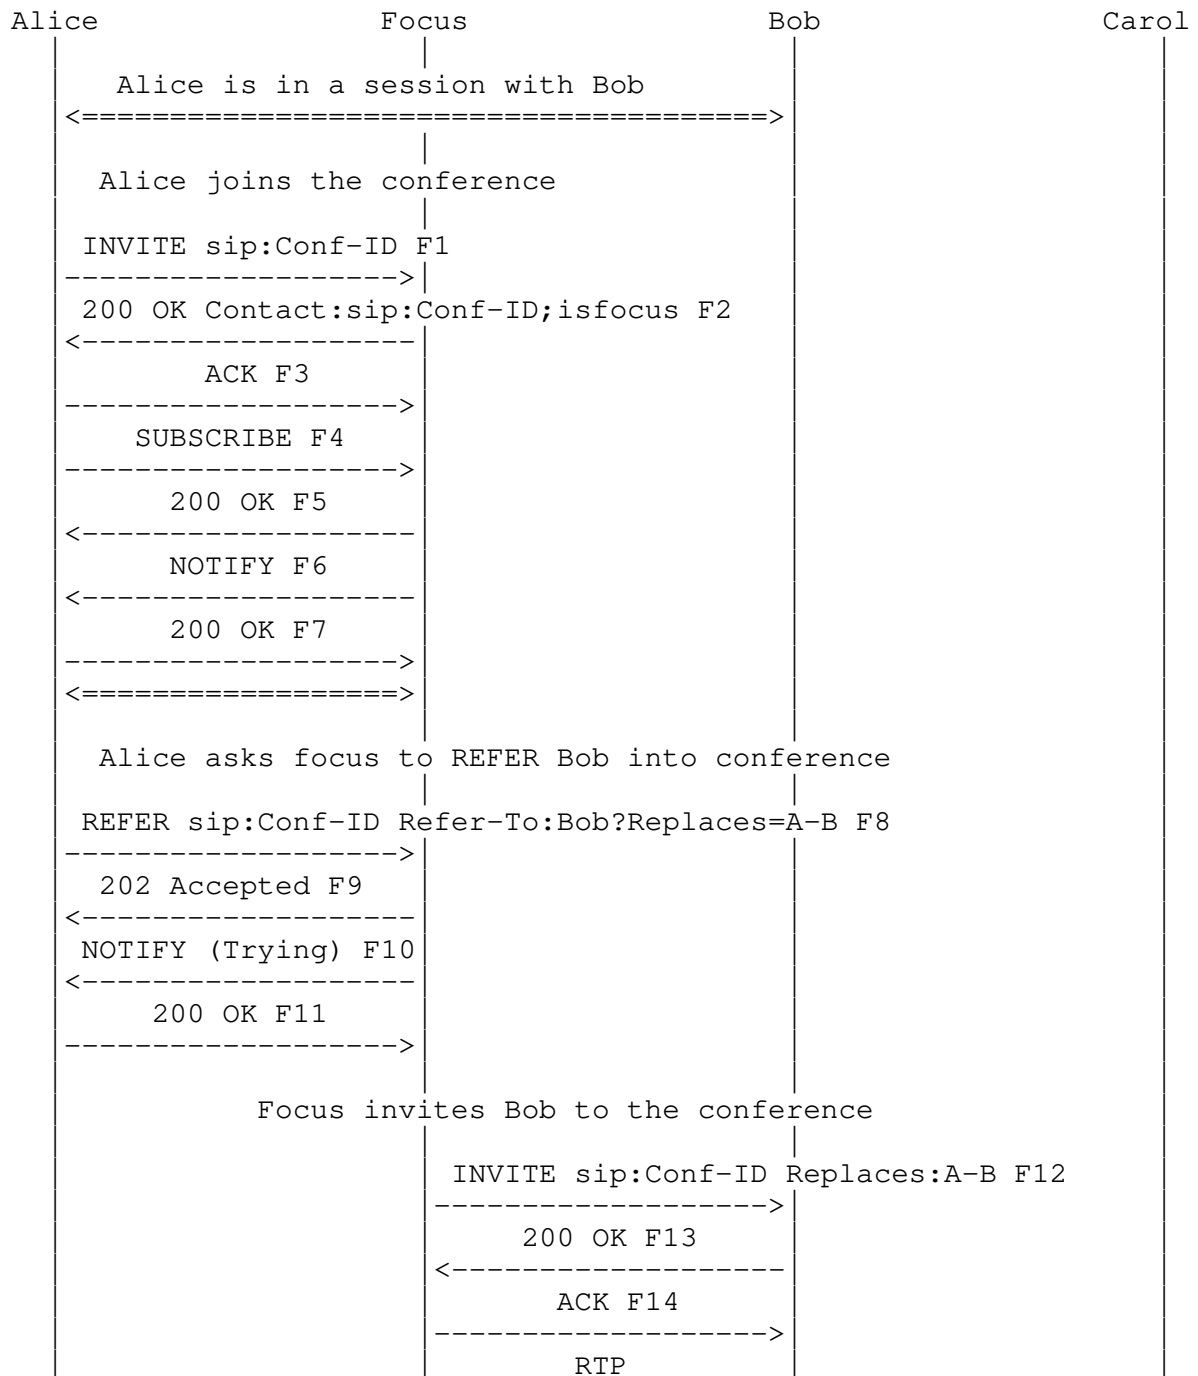 Alice Focus Bob Carol
Alice is in a session with Bob
<=======================================>
Alice joins the conference
INVITE sip:Conf-ID F1
------------------->
200 OK Contact:sip:Conf-ID;isfocus F2
<-------------------
ACK F3
------------------->
SUBSCRIBE F4
------------------->
200 OK F5
<-------------------
NOTIFY F6
<-------------------
200 OK F7
------------------->
<==================>
Alice asks focus to REFER Bob into conference
REFER sip:Conf-ID Refer-To:Bob?Replaces=A-B F8
------------------->
202 Accepted F9
<-------------------
NOTIFY (Trying) F10
<-------------------
200 OK F11
------------------->
Focus invites Bob to the conference
INVITE sip:Conf-ID Replaces:A-B F12
------------------->
200 OK F13
<-------------------
ACK F14
------------------->
RTP